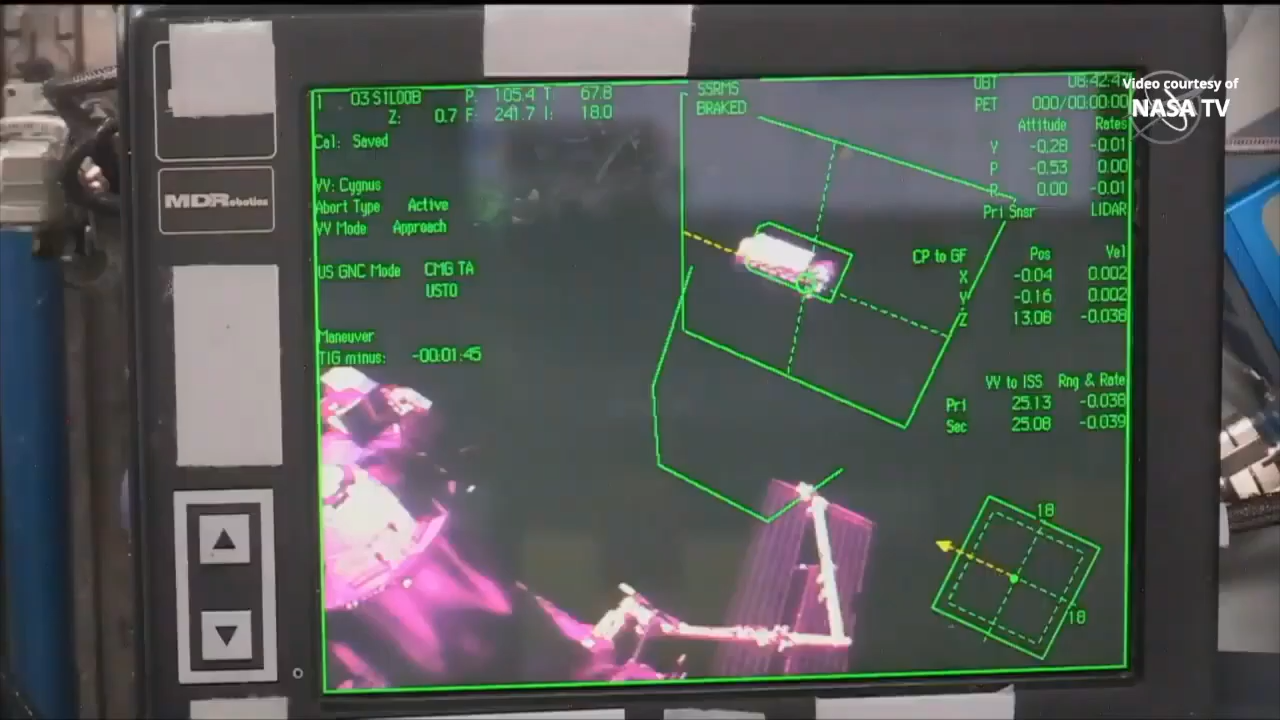 Video courtesy of
NASA TV
MDRobotics
1 03 S1LOOB P: 105.4 T: 67.8
Z: 0.7 F: 241.7 I: 18.0
Cal: Saved
VV: Cygnus
Abort Type Active
VV Mode Approach
US GNC Mode CMG TA
USTO
Maneuver
TIG minus: -00:01:45
SSRMS
BRAKED
PET 000/00:00:00
Attitude Rates
Y -0.28 -0.01
P -0.53 0.00
R 0.00 -0.01
Pri Snsr LIDAR
CP to GF Pos Vel
X -0.04 0.002
Y -0.16 0.002
Z 13.08 -0.038
VV to ISS Rng & Rate
Pri 25.13 -0.038
Sec 25.08 -0.039
18
18